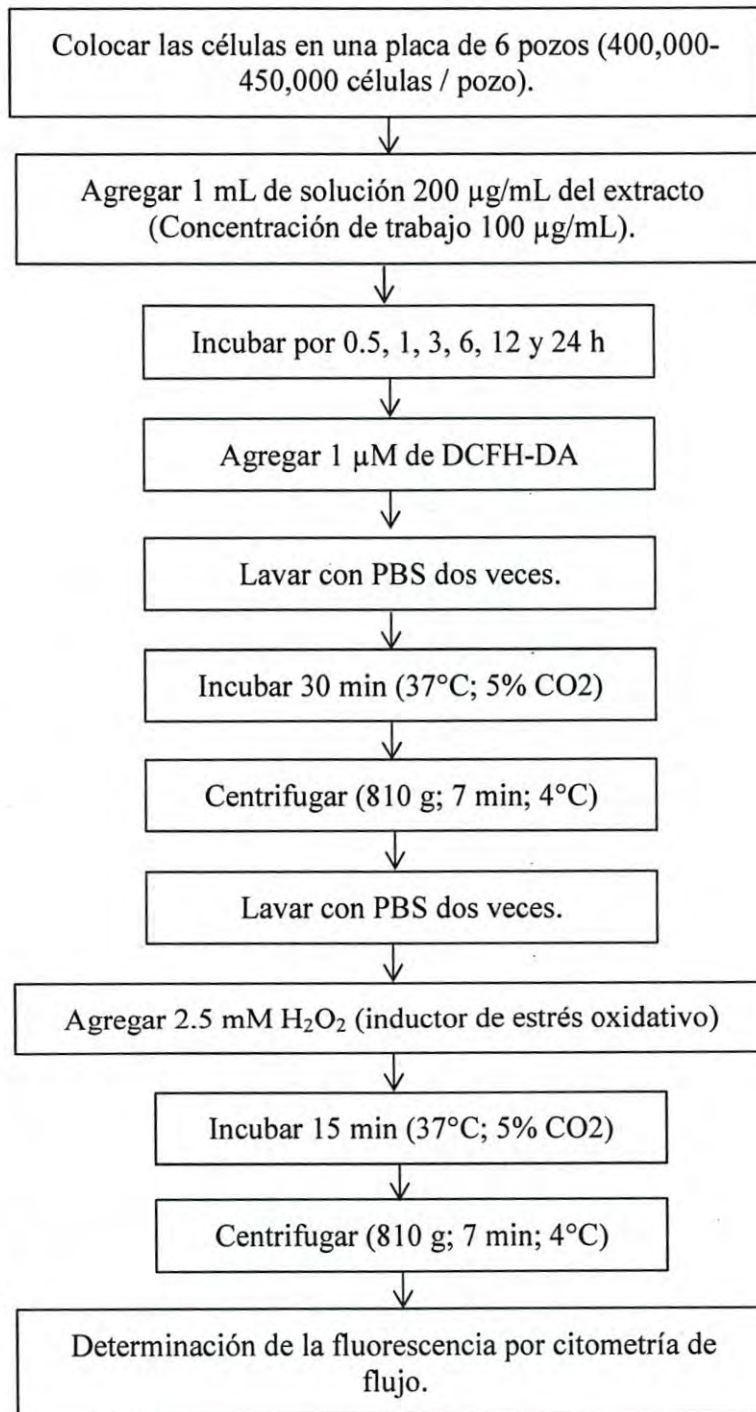 Colocar las células en una placa de 6 pozos (400,000-
450,000 células / pozo).
Agregar 1 mL de solución 200 µg/mL del extracto
(Concentración de trabajo 100 µg/mL).
Incubar por 0.5, 1, 3, 6, 12 y 24 h
Agregar 1 µM de DCFH-DA
Lavar con PBS dos veces.
Incubar 30 min (37°C; 5% CO2)
Centrifugar (810 g; 7 min; 4°C)
Lavar con PBS dos veces.
Agregar 2.5 mM H₂O₂ (inductor de estrés oxidativo)
Incubar 15 min (37°C; 5% CO2)
Centrifugar (810 g; 7 min; 4°C)
Determinación de la fluorescencia por citometría de
flujo.